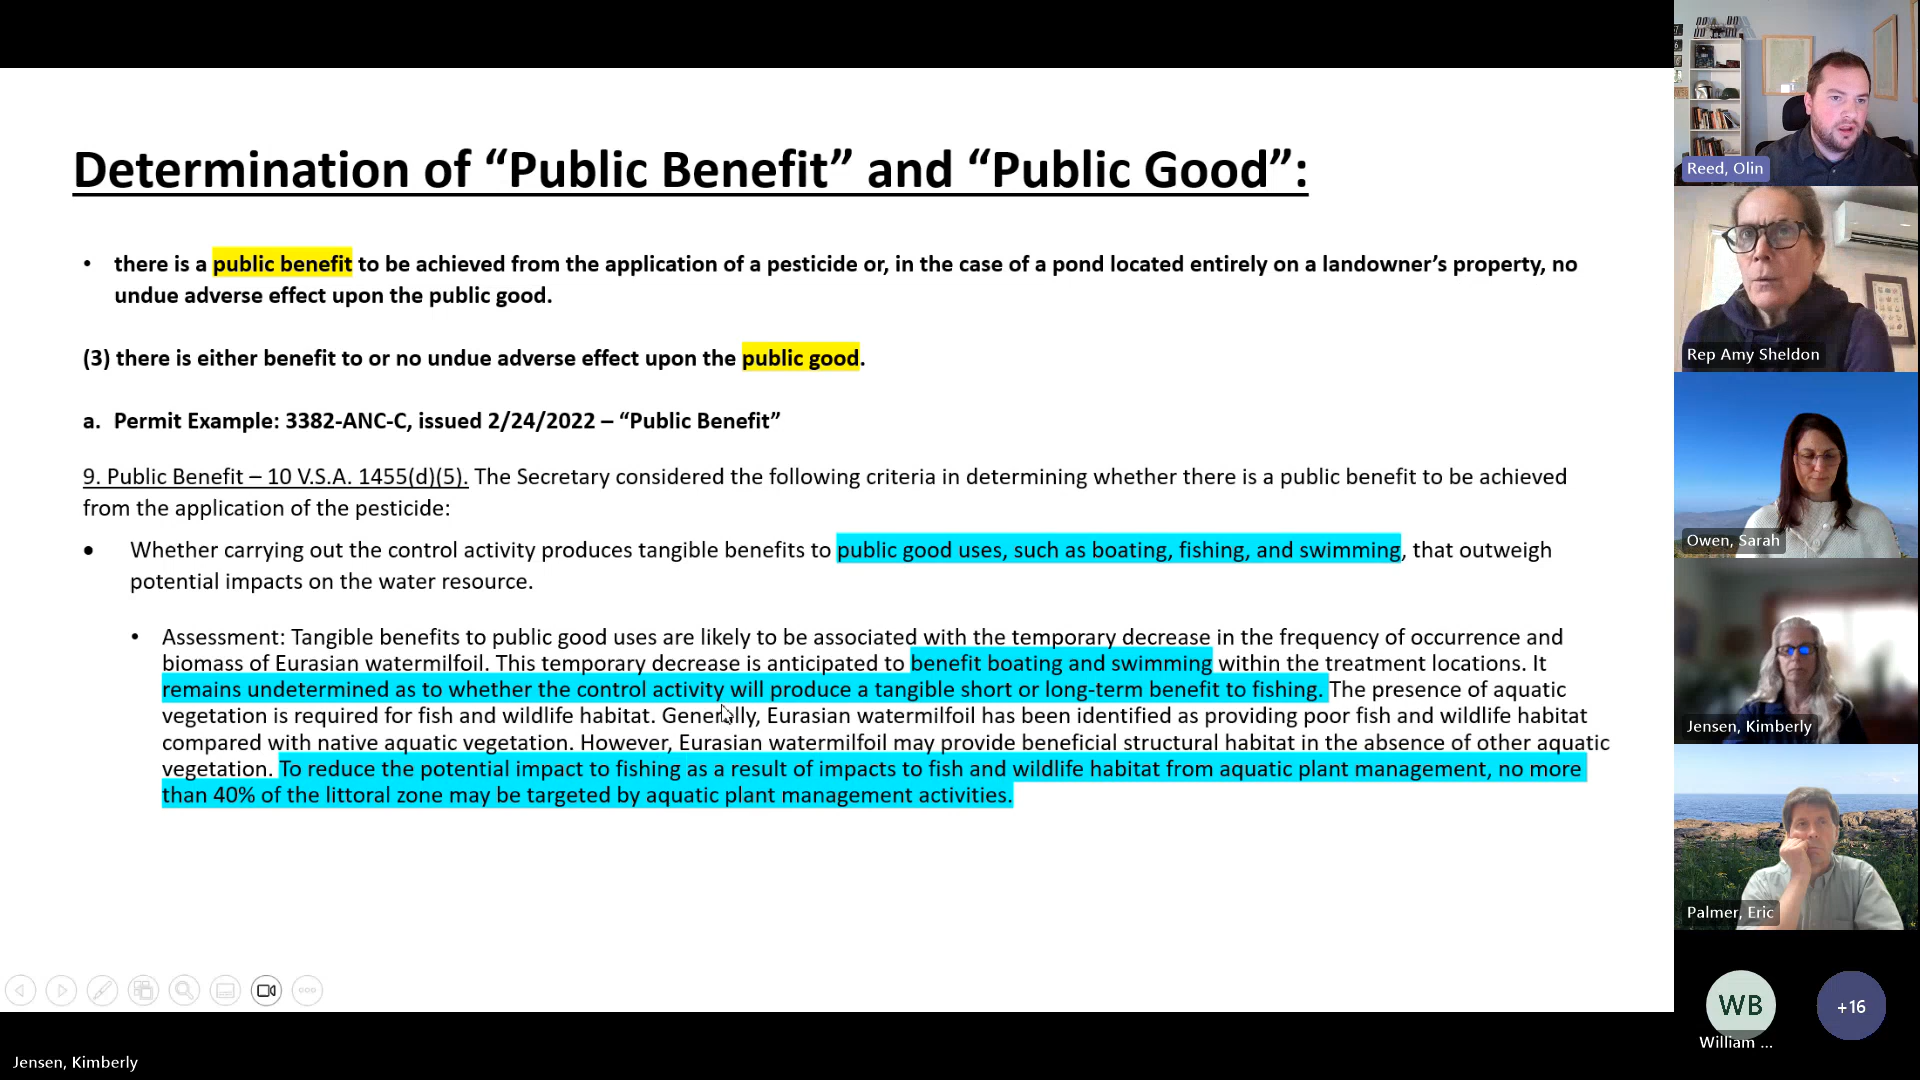 Determination of “Public Benefit” and “Public Good”:
• there is a public benefit to be achieved from the application of a pesticide or, in the case of a pond located entirely on a landowner’s property, no
undue adverse effect upon the public good.
(3) there is either benefit to or no undue adverse effect upon the public good.
a. Permit Example: 3382-ANC-C, issued 2/24/2022 – “Public Benefit”
9. Public Benefit – 10 V.S.A. 1455(d)(5). The Secretary considered the following criteria in determining whether there is a public benefit to be achieved
from the application of the pesticide:
• Whether carrying out the control activity produces tangible benefits to public good uses, such as boating, fishing, and swimming, that outweigh
potential impacts on the water resource.
• Assessment: Tangible benefits to public good uses are likely to be associated with the temporary decrease in the frequency of occurrence and
biomass of Eurasian watermilfoil. This temporary decrease is anticipated to benefit boating and swimming within the treatment locations. It
remains undetermined as to whether the control activity will produce a tangible short or long-term benefit to fishing. The presence of aquatic
vegetation is required for fish and wildlife habitat. Generally, Eurasian watermilfoil has been identified as providing poor fish and wildlife habitat
compared with native aquatic vegetation. However, Eurasian watermilfoil may provide beneficial structural habitat in the absence of other aquatic
vegetation. To reduce the potential impact to fishing as a result of impacts to fish and wildlife habitat from aquatic plant management, no more
than 40% of the littoral zone may be targeted by aquatic plant management activities.
Jensen, Kimberly
Reed, Olin
Rep Amy Sheldon
Owen, Sarah
Jensen, Kimberly
Palmer, Eric
WB
+16
William ...